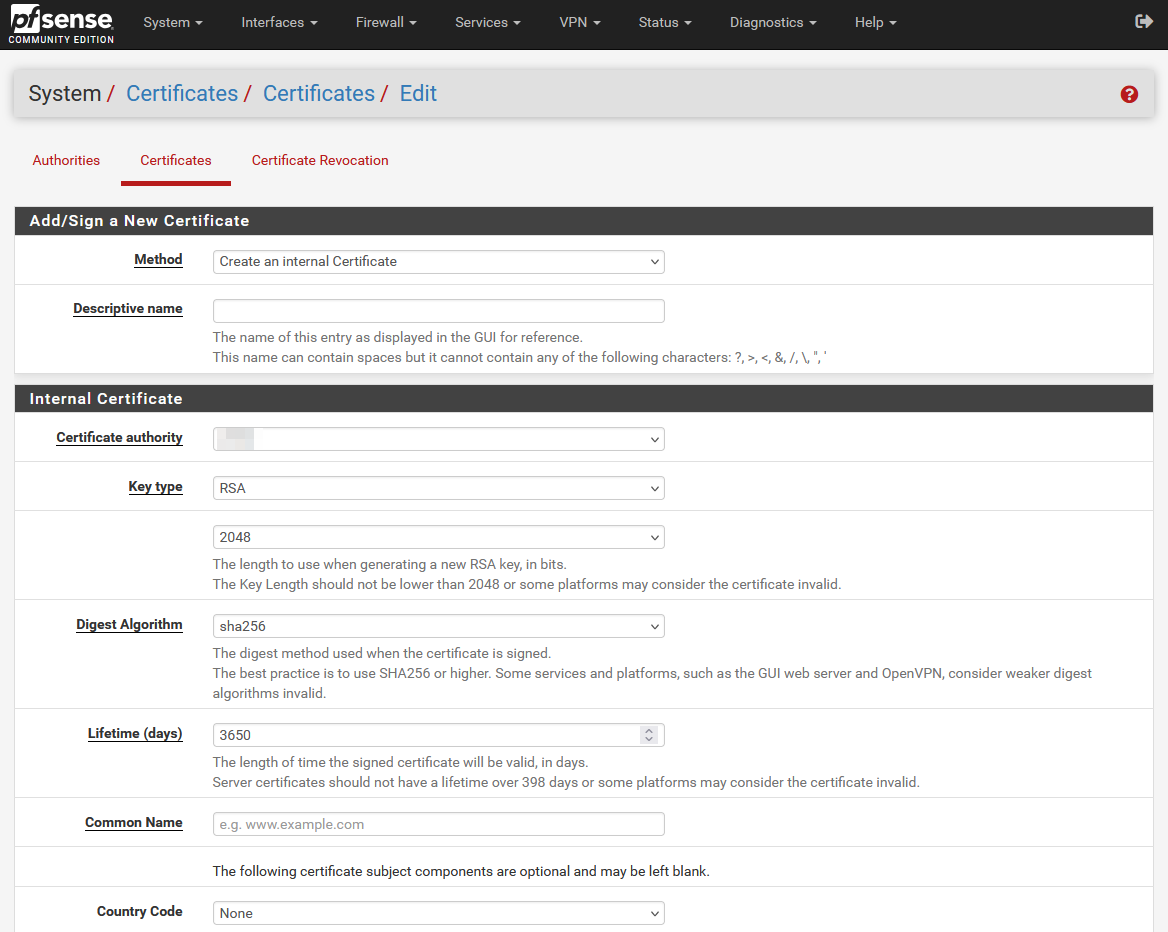 pfsense
COMMUNITY EDITION
System Interfaces Firewall Services VPN Status Diagnostics Help
System / Certificates / Certificates / Edit
Authorities Certificates Certificate Revocation
Add/Sign a New Certificate
Method Create an internal Certificate
Descriptive name
The name of this entry as displayed in the GUI for reference.
This name can contain spaces but it cannot contain any of the following characters: ?, >, <, &, /, \, ", '
Internal Certificate
Certificate authority
Key type RSA
2048
The length to use when generating a new RSA key, in bits.
The Key Length should not be lower than 2048 or some platforms may consider the certificate invalid.
Digest Algorithm sha256
The digest method used when the certificate is signed.
The best practice is to use SHA256 or higher. Some services and platforms, such as the GUI web server and OpenVPN, consider weaker digest
algorithms invalid.
Lifetime (days) 3650
The length of time the signed certificate will be valid, in days.
Server certificates should not have a lifetime over 398 days or some platforms may consider the certificate invalid.
Common Name e.g. www.example.com
The following certificate subject components are optional and may be left blank.
Country Code None